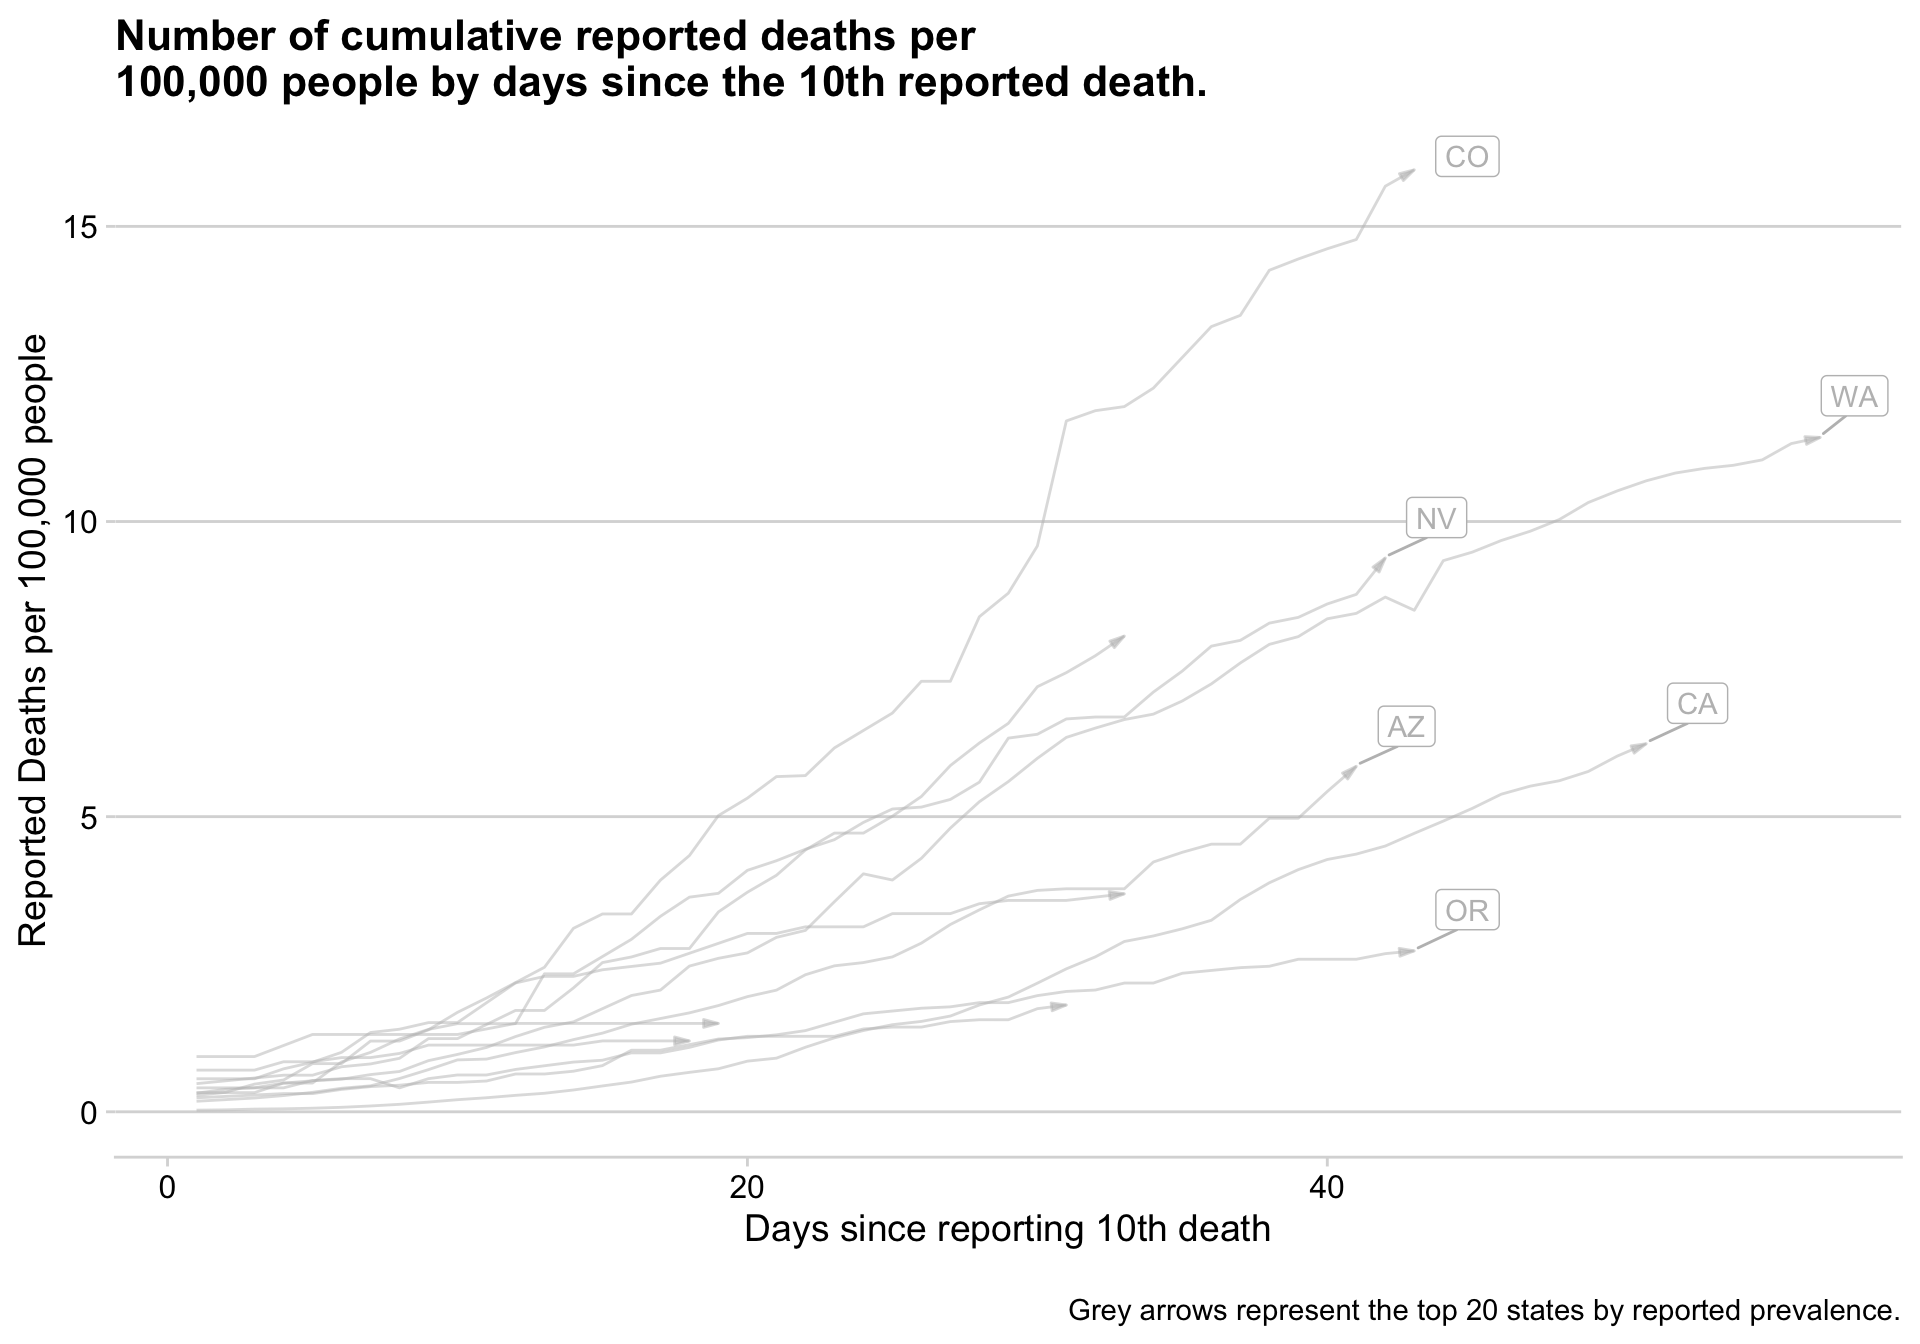 Number of cumulative reported deaths per
100,000 people by days since the 10th reported death.
CO
15
WA
NV
10
CA
AZ
5
OR
0
Reported Deaths per 100,000 people
0 20 40
Days since reporting 10th death
Grey arrows represent the top 20 states by reported prevalence.